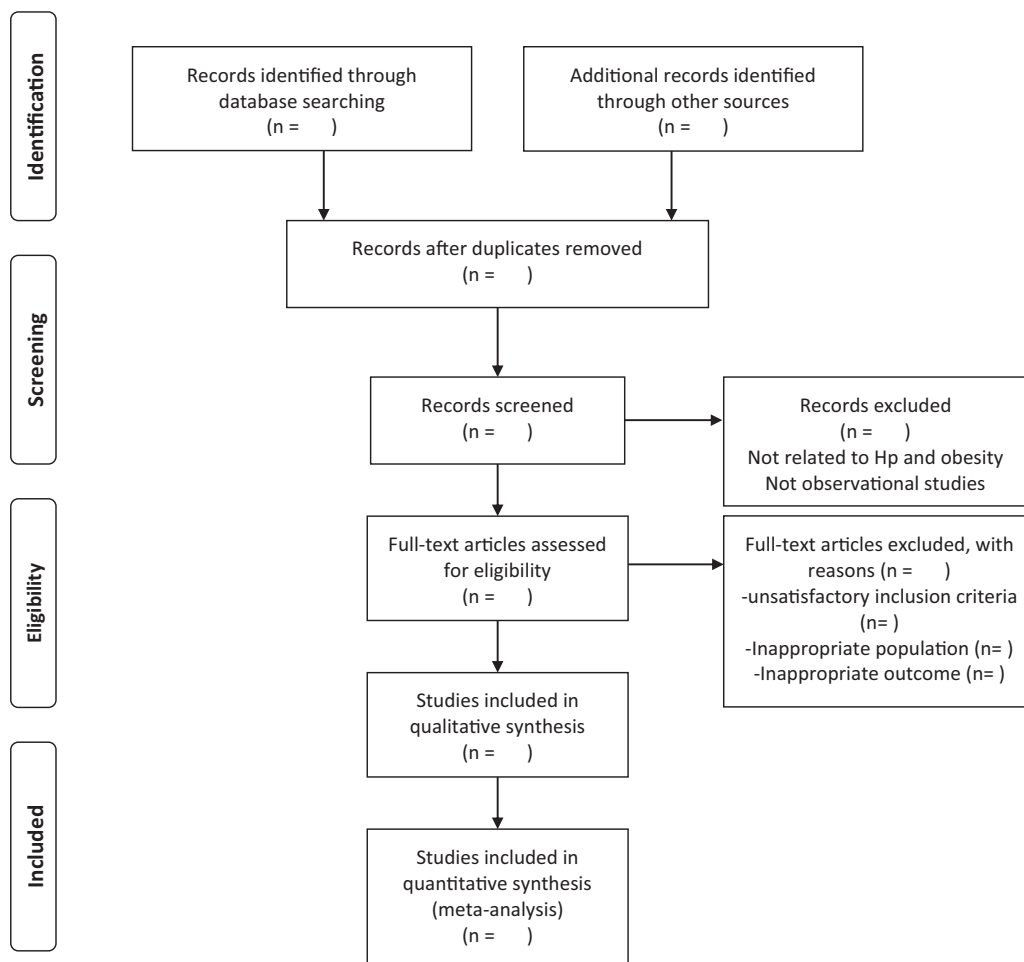 Identification
Records identified through
database searching
(n = )
Additional records identified
through other sources
(n = )
Records after duplicates removed
(n = )
Screening
Records screened
(n = )
Records excluded
(n = )
Not related to Hp and obesity
Not observational studies
Eligibility
Full-text articles assessed
for eligibility
(n = )
Full-text articles excluded, with
reasons (n = )
-unsatisfactory inclusion criteria
(n= )
-Inappropriate population (n= )
-Inappropriate outcome (n= )
Studies included in
qualitative synthesis
(n = )
Included
Studies included in
quantitative synthesis
(meta-analysis)
(n = )